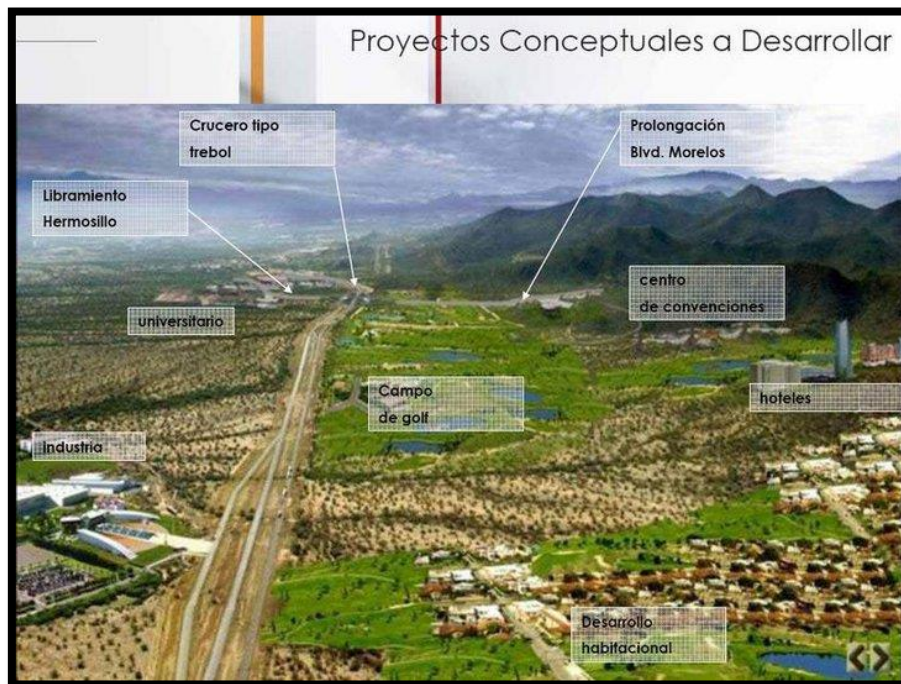 Proyectos Conceptuales a Desarrollar
Crucero tipo
trebol
Prolongación
Blvd. Morelos
Libramiento
Hermosillo
centro
de convenciones
universitario
Campo
de golf
hoteles
industria
Desarrollo
habitacional